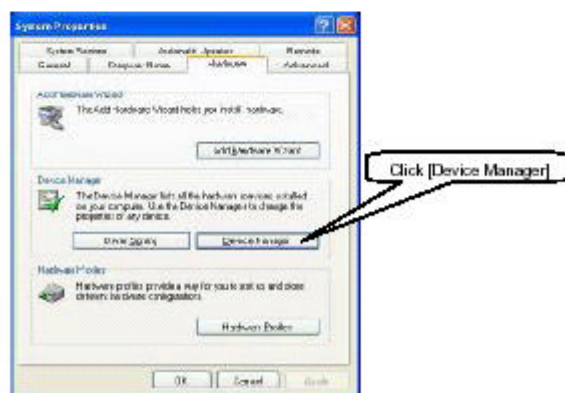 System Properties
System Restore Automatic Updates Remote
General Computer Name Hardware Advanced
Add Hardware Wizard
The Add Hardware Wizard helps you install hardware.
Add Hardware Wizard
Device Manager
The Device Manager lists all the hardware devices installed
on your computer. Use the Device Manager to change the
properties of any device.
Driver Signing Device Manager
Hardware Profiles
Hardware profiles provide a way for you to set up and store
different hardware configurations.
Hardware Profiles
OK Cancel Apply
Click [Device Manager]